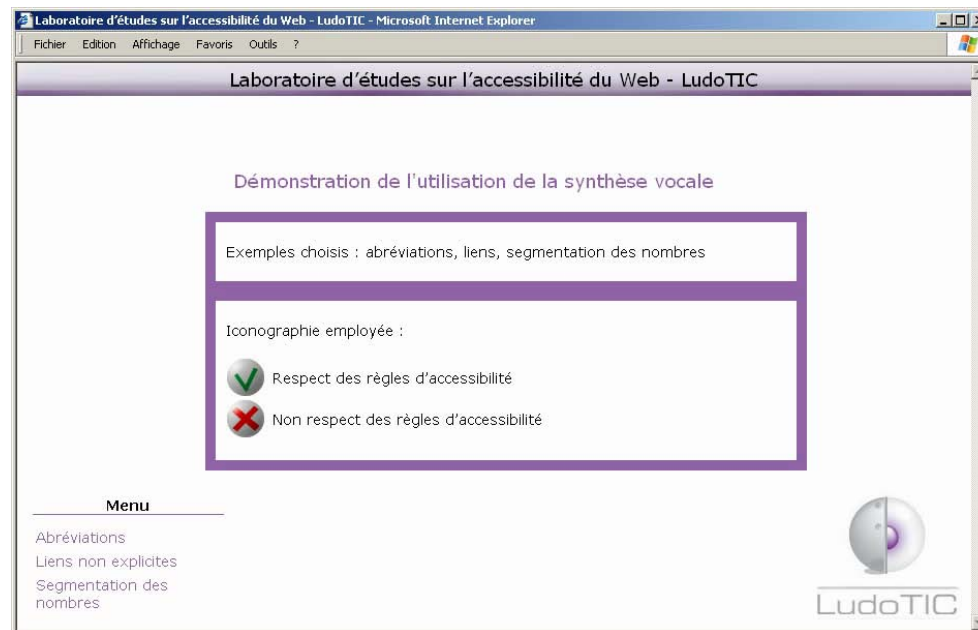 Laboratoire d'études sur l'accessibilité du Web - LudoTIC - Microsoft Internet Explorer
Fichier Edition Affichage Favoris Outils ?
Laboratoire d'études sur l'accessibilité du Web - LudoTIC
Démonstration de l'utilisation de la synthèse vocale
Exemples choisis : abréviations, liens, segmentation des nombres
Iconographie employée :
Respect des règles d'accessibilité
Non respect des règles d'accessibilité
Menu
Abréviations
Liens non explicites
Segmentation des
nombres
LudoTIC